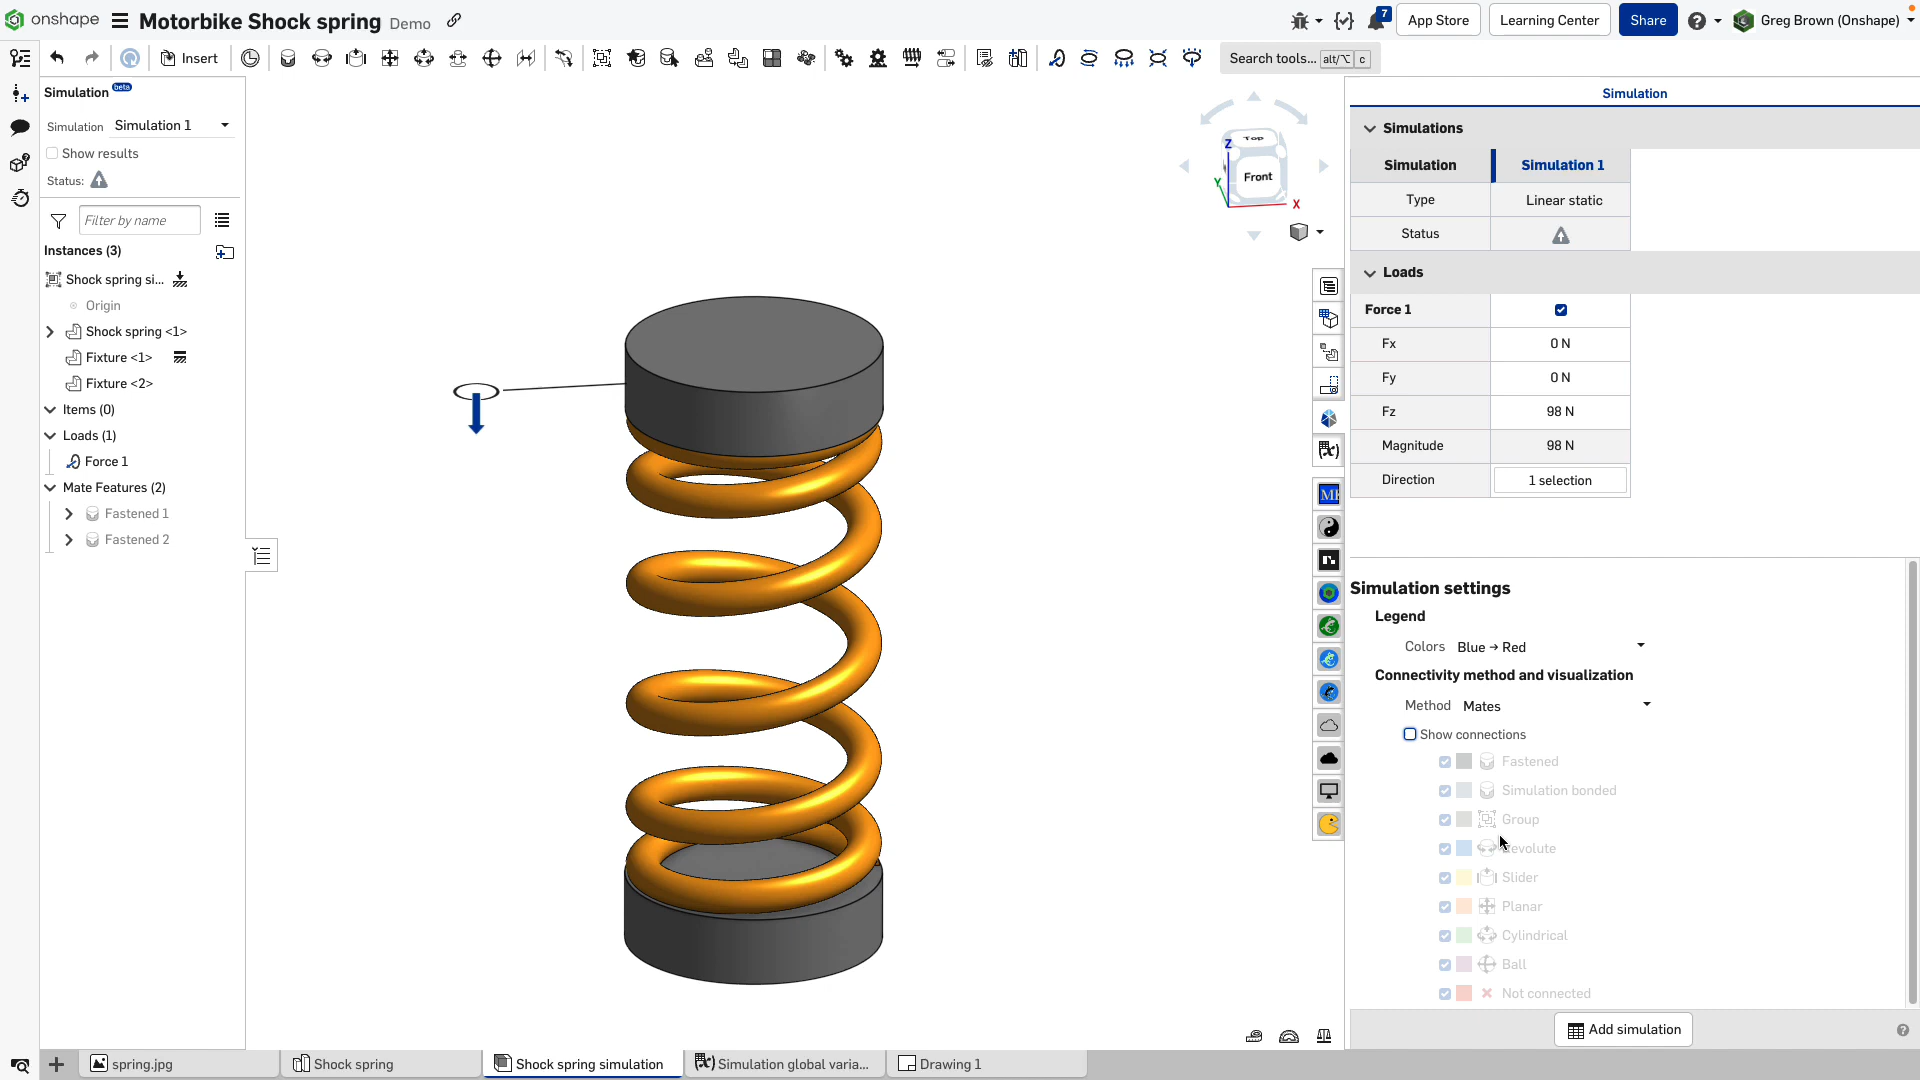 onshape
Motorbike Shock spring Demo
7
App Store
Learning Center
Share
Greg Brown (Onshape)
Insert
Search tools... alt/⌥ c
Simulation beta
Simulation Simulation 1
Show results
Status:
Filter by name
Instances (3)
Shock spring si...
Origin
Shock spring <1>
Fixture <1>
Fixture <2>
Items (0)
Loads (1)
Force 1
Mate Features (2)
Fastened 1
Fastened 2
Top
Z
Front
Y
X
Simulation
Simulations
Simulation Simulation 1
Type Linear static
Status
Loads
Force 1
Fx 0 N
Fy 0 N
Fz 98 N
Magnitude 98 N
Direction 1 selection
Simulation settings
Legend
Colors Blue → Red
Connectivity method and visualization
Method Mates
Show connections
Fastened
Simulation bonded
Group
Revolute
Slider
Planar
Cylindrical
Ball
Not connected
Add simulation
spring.jpg
Shock spring
Shock spring simulation
Simulation global varia...
Drawing 1